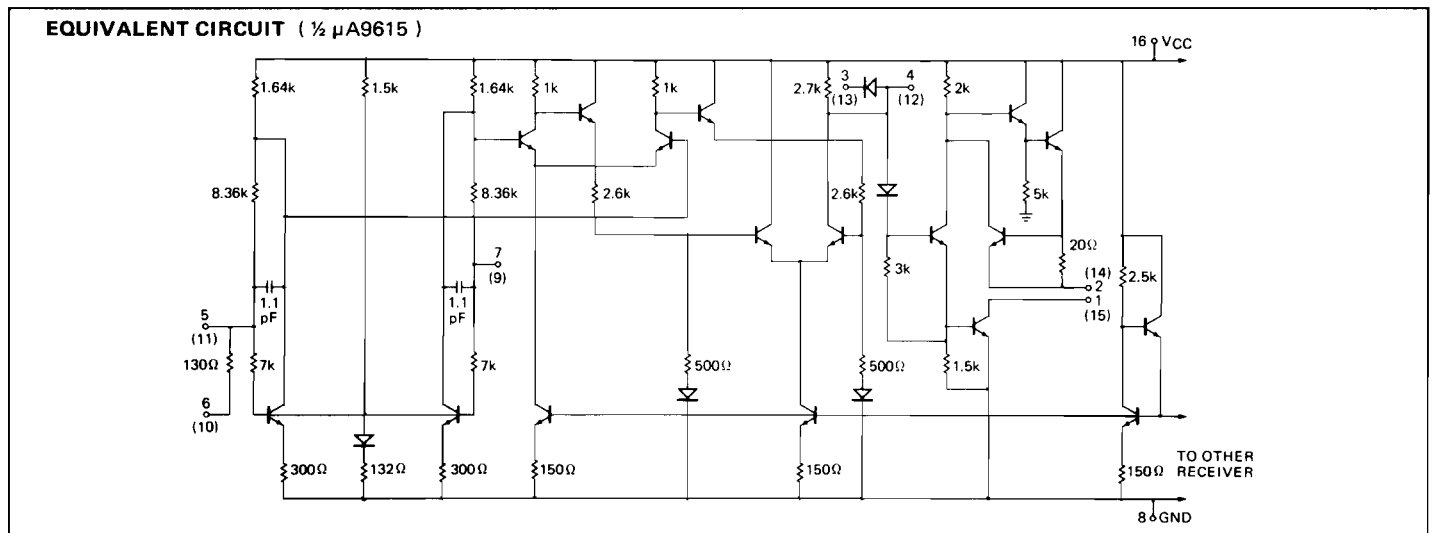 EQUIVALENT CIRCUIT ( ½ µA9615 )
16 VCC
1.64k
1.5k
1.64k
1k
1k
2.7k
3
(13)
4
(12)
2k
8.36k
8.36k
2.6k
2.6k
5k
7
(9)
3k
20Ω
(14)
2
1
(15)
2.5k
1.1
pF
1.1
pF
5
(11)
130Ω
7k
7k
500Ω
500Ω
1.5k
6
(10)
300Ω
132Ω
300Ω
150Ω
150Ω
150Ω
TO OTHER
RECEIVER
8 GND